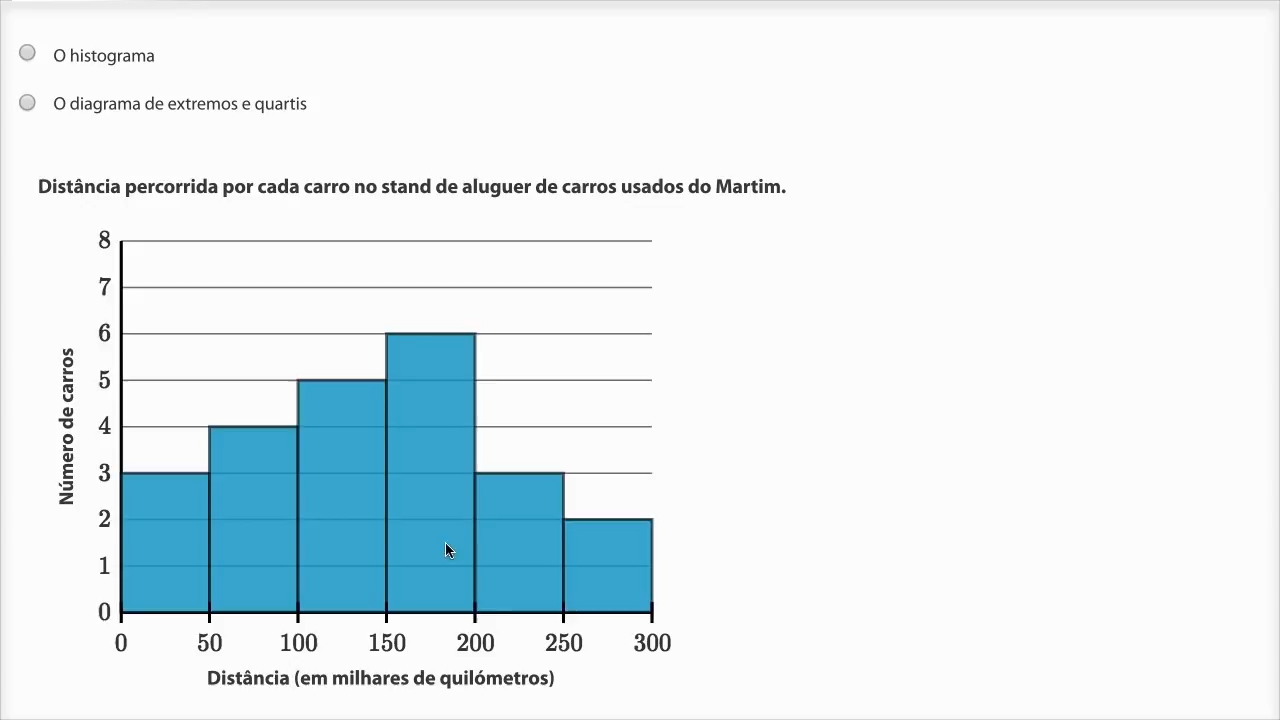 O histograma
O diagrama de extremos e quartis
Distância percorrida por cada carro no stand de aluguer de carros usados do Martim.
8
7
6
5
4
3
2
1
0
Número de carros
0 50 100 150 200 250 300
Distância (em milhares de quilómetros)